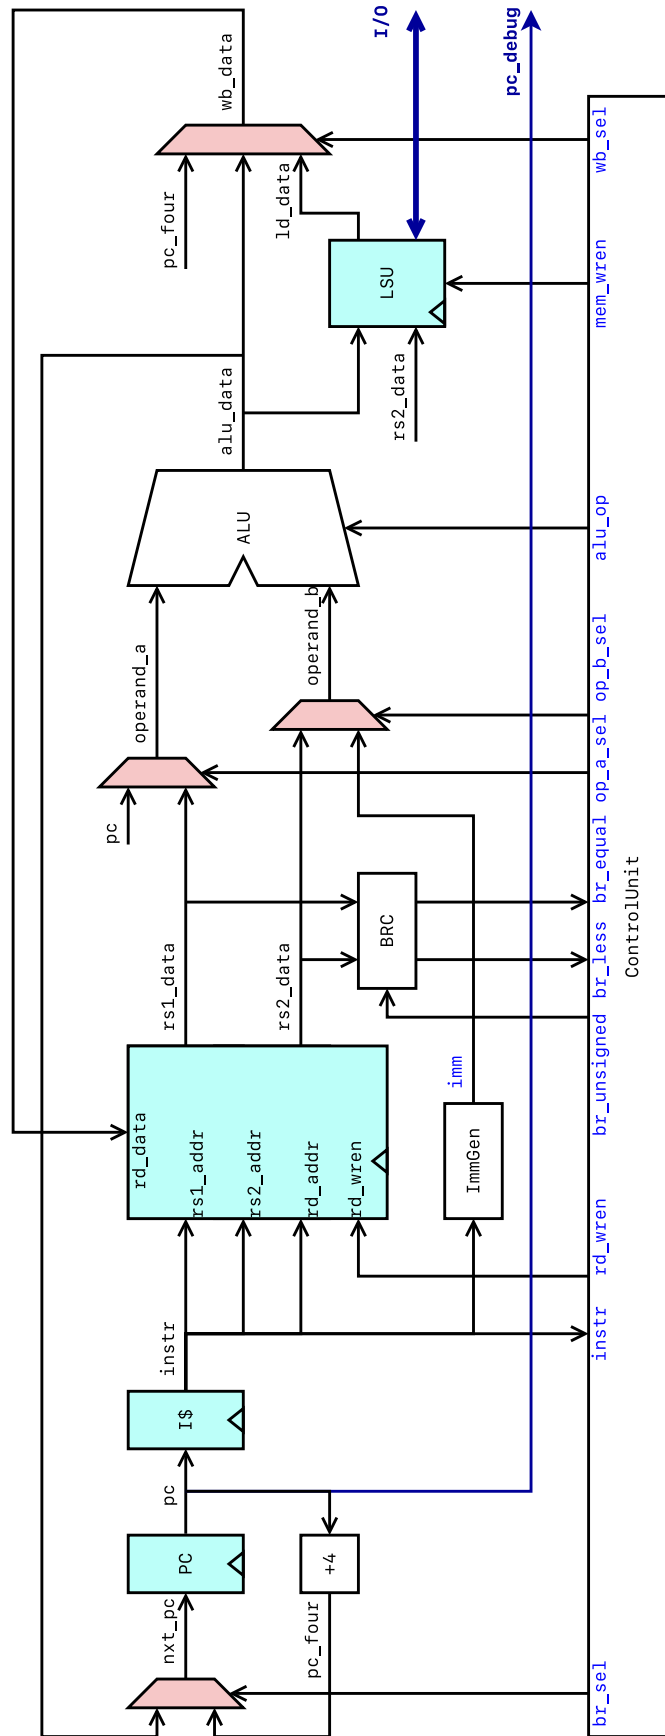 br_sel
nxt_pc
pc_four
PC
+4
pc
I$
instr
instr
rd_wren
rd_data
rs1_addr
rs2_addr
rd_addr
rd_wren
ImmGen
imm
br_unsigned
rs1_data
rs2_data
BRC
br_less
br_equal
ControlUnit
pc
op_a_sel
operand_a
op_b_sel
operand_b
ALU
alu_op
alu_data
rs2_data
LSU
mem_wren
pc_four
ld_data
wb_sel
wb_data
I/O
pc_debug